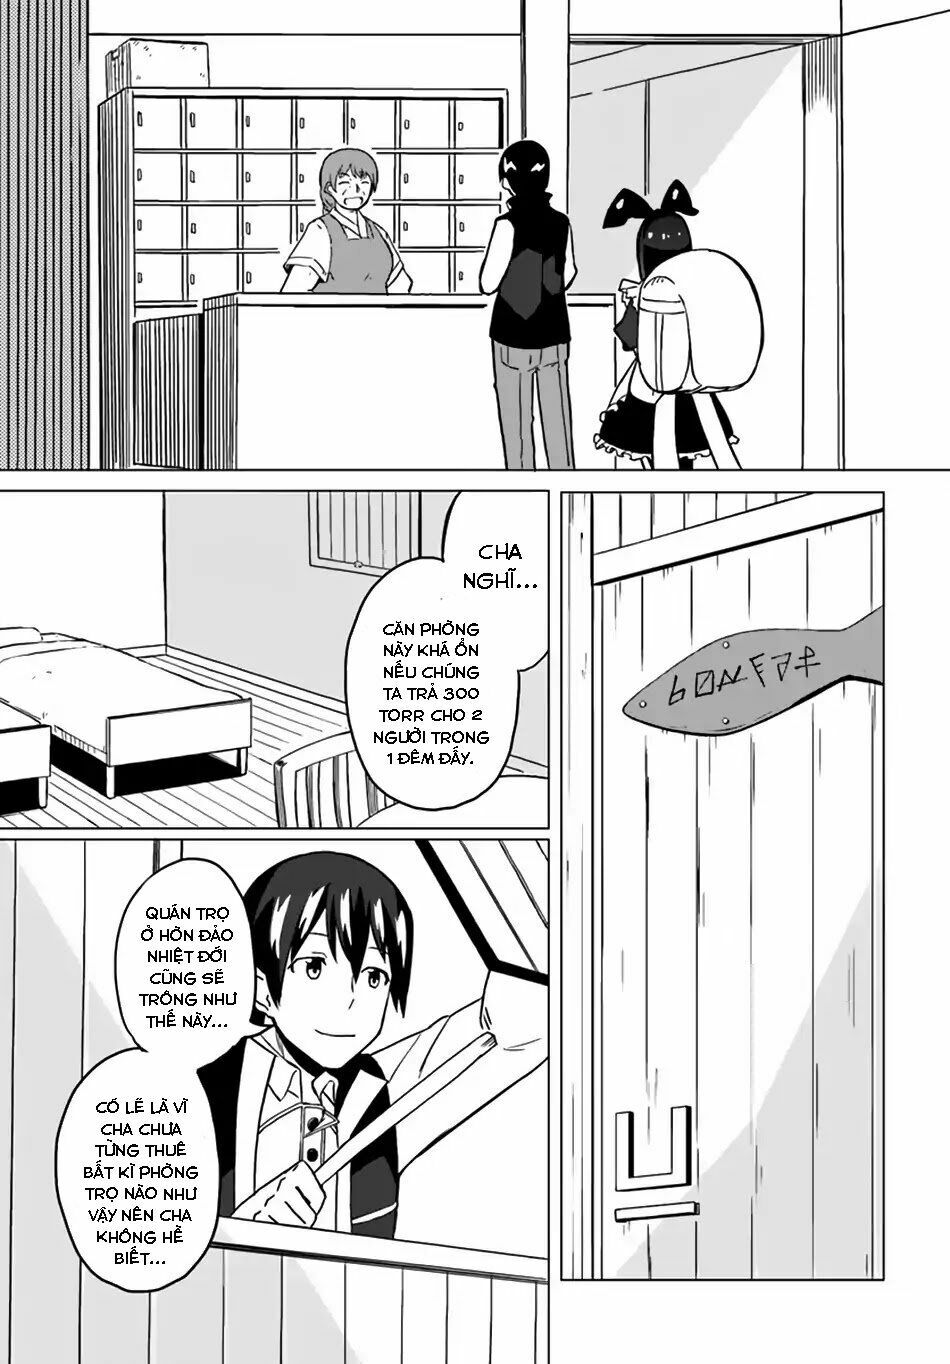 CHA
NGHĨ...
CĂN PHÒNG
NÀY KHÁ ỔN
NẾU CHÚNG
TA TRẢ 300
TORR CHO 2
NGƯỜI TRONG
1 ĐÊM ĐẤY.
QUÁN TRỌ
Ở HÒN ĐẢO
NHIỆT ĐỚI
CŨNG SẼ
TRÔNG NHƯ
THẾ NÀY...
CÓ LẼ LÀ VÌ
CHA CHƯA
TỪNG THUÊ
BẤT KÌ PHÒNG
TRỌ NÀO NHƯ
VẬY NÊN CHA
KHÔNG HỀ
BIẾT...